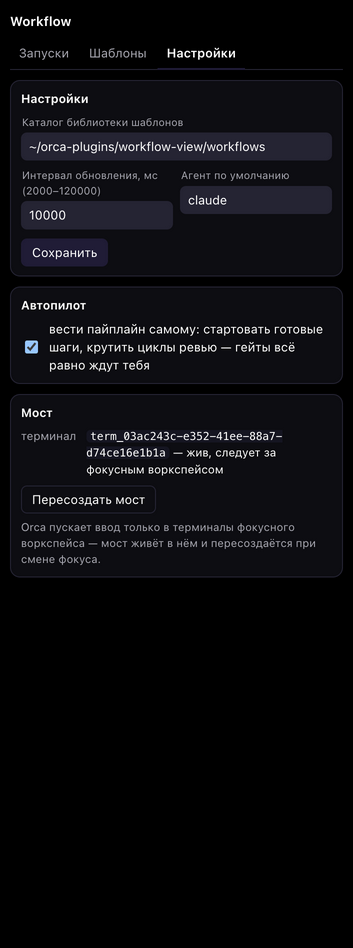 Workflow
Запуски Шаблоны Настройки
Настройки
Каталог библиотеки шаблонов
~/orca-plugins/workflow-view/workflows
Интервал обновления, мс
(2000–120000)
10000
Агент по умолчанию
claude
Сохранить
Автопилот
вести пайплайн самому: стартовать готовые
шаги, крутить циклы ревью — гейты всё
равно ждут тебя
Мост
терминал term_03ac243c-e352-41ee-88a7-
d74ce16e1b1a — жив, следует за
фокусным воркспейсом
Пересоздать мост
Orca пускает ввод только в терминалы фокусного
воркспейса — мост живёт в нём и пересоздаётся при
смене фокуса.